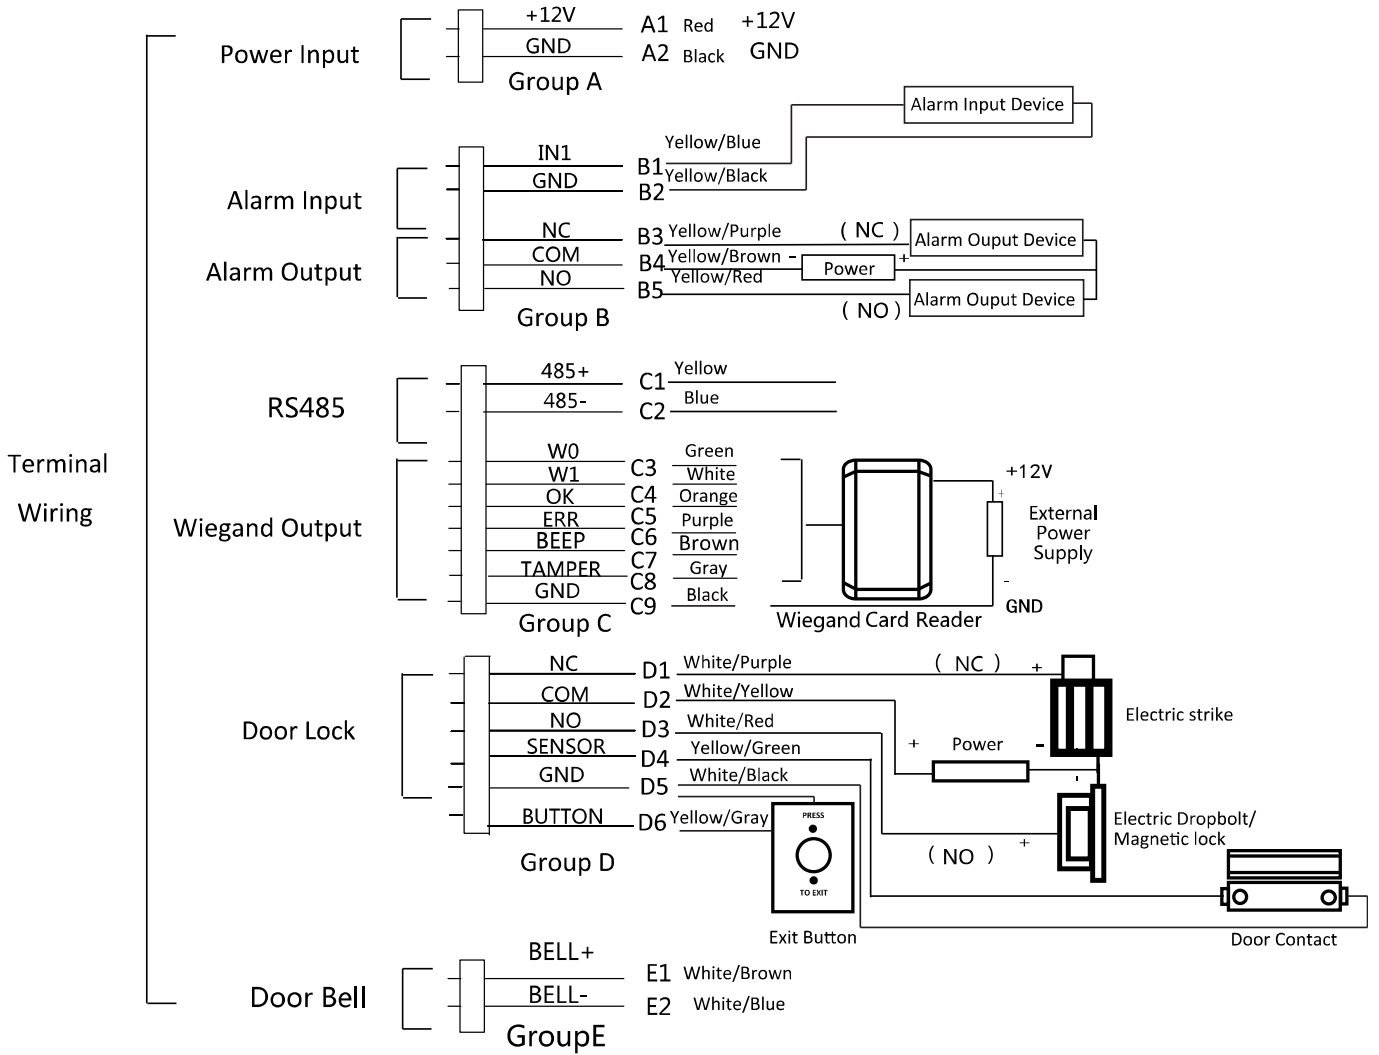 Terminal
Wiring
Power Input
+12V A1 Red +12V
GND A2 Black GND
Group A
Alarm Input
IN1 B1 Yellow/Blue Alarm Input Device
GND B2 Yellow/Black
Alarm Output
NC B3 Yellow/Purple ( NC ) Alarm Ouput Device
COM B4 Yellow/Brown - Power +
NO B5 Yellow/Red ( NO ) Alarm Ouput Device
Group B
RS485
485+ C1 Yellow
485- C2 Blue
Wiegand Output
W0 C3 Green
W1 C4 White
OK C5 Orange
ERR C6 Purple
BEEP C7 Brown
TAMPER C8 Gray
GND C9 Black
Group C
+12V
+
External
Power
Supply
-
GND
Wiegand Card Reader
Door Lock
NC D1 White/Purple ( NC ) +
COM D2 White/Yellow
NO D3 White/Red
SENSOR D4 Yellow/Green
GND D5 White/Black
BUTTON D6 Yellow/Gray
Group D
Electric strike
+ Power -
-
Electric Dropbolt/
Magnetic lock
( NO ) +
PRESS
TO EXIT
Exit Button
Door Contact
Door Bell
BELL+ E1 White/Brown
BELL- E2 White/Blue
GroupE